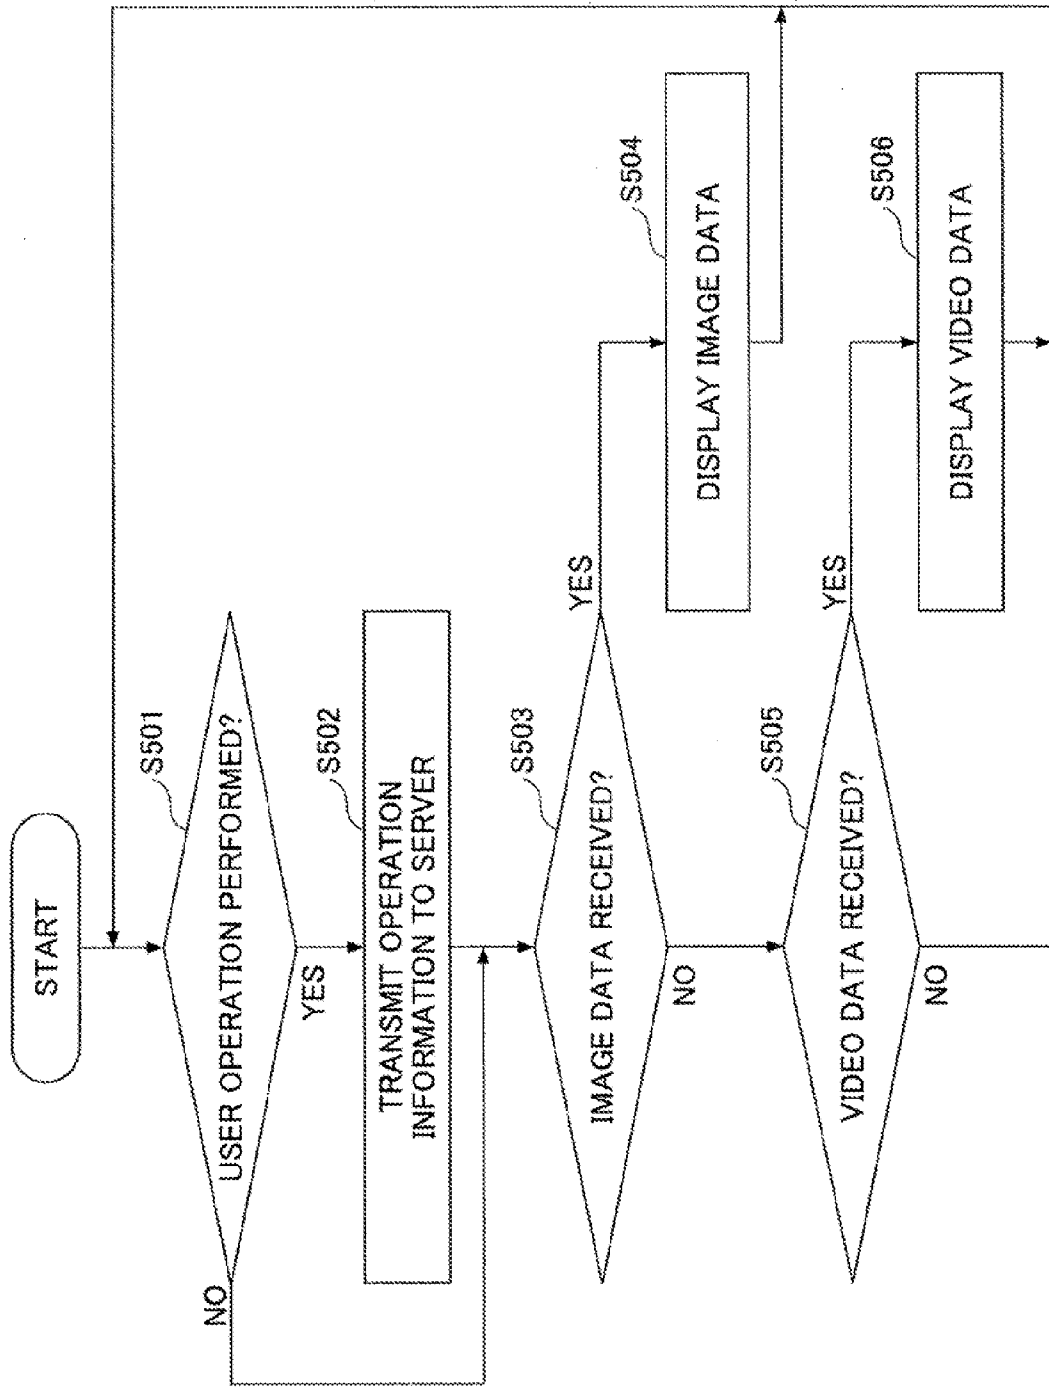 START
S501
USER OPERATION PERFORMED?
NO
YES
S502
TRANSMIT OPERATION
INFORMATION TO SERVER
S503
IMAGE DATA RECEIVED?
YES
NO
S504
DISPLAY IMAGE DATA
S505
VIDEO DATA RECEIVED?
YES
NO
S506
DISPLAY VIDEO DATA